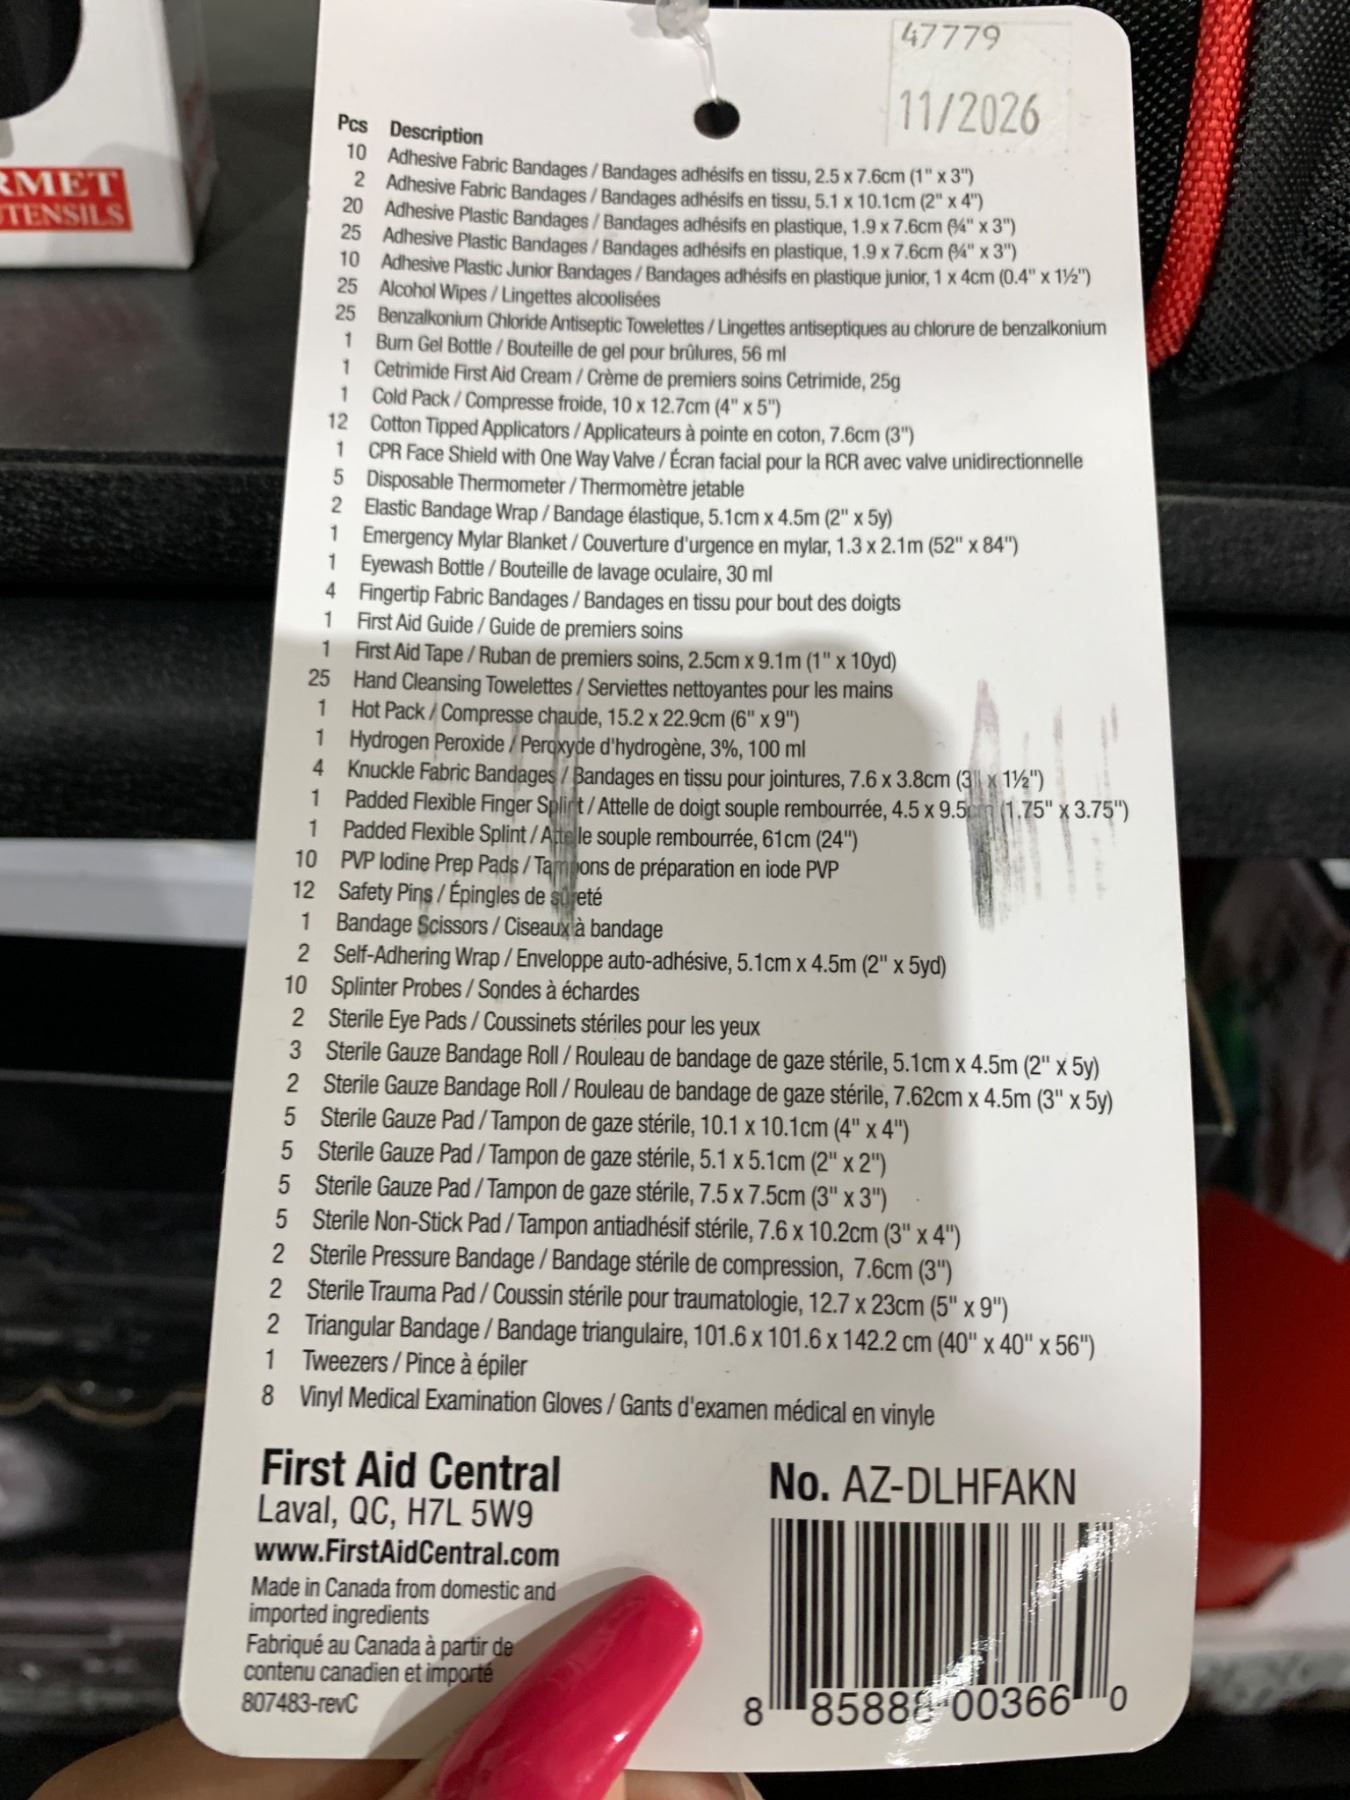 47779
11/2026
Pcs Description
10 Adhesive Fabric Bandages / Bandages adhésifs en tissu, 2.5 x 7.6cm (1" x 3")
2 Adhesive Fabric Bandages / Bandages adhésifs en tissu, 5.1 x 10.1cm (2" x 4")
20 Adhesive Plastic Bandages / Bandages adhésifs en plastique, 1.9 x 7.6cm (¾" x 3")
25 Adhesive Plastic Bandages / Bandages adhésifs en plastique, 1.9 x 7.6cm (¾" x 3")
10 Adhesive Plastic Junior Bandages / Bandages adhésifs en plastique junior, 1 x 4cm (0.4" x 1½")
25 Alcohol Wipes / Lingettes alcoolisées
25 Benzalkonium Chloride Antiseptic Towelettes / Lingettes antiseptiques au chlorure de benzalkonium
1 Burn Gel Bottle / Bouteille de gel pour brûlures, 56 ml
1 Cetrimide First Aid Cream / Crème de premiers soins Cetrimide, 25g
1 Cold Pack / Compresse froide, 10 x 12.7cm (4" x 5")
12 Cotton Tipped Applicators / Applicateurs à pointe en coton, 7.6cm (3")
1 CPR Face Shield with One Way Valve / Écran facial pour la RCR avec valve unidirectionnelle
5 Disposable Thermometer / Thermomètre jetable
2 Elastic Bandage Wrap / Bandage élastique, 5.1cm x 4.5m (2" x 5y)
1 Emergency Mylar Blanket / Couverture d'urgence en mylar, 1.3 x 2.1m (52" x 84")
1 Eyewash Bottle / Bouteille de lavage oculaire, 30 ml
4 Fingertip Fabric Bandages / Bandages en tissu pour bout des doigts
1 First Aid Guide / Guide de premiers soins
1 First Aid Tape / Ruban de premiers soins, 2.5cm x 9.1m (1" x 10yd)
25 Hand Cleansing Towelettes / Serviettes nettoyantes pour les mains
1 Hot Pack / Compresse chaude, 15.2 x 22.9cm (6" x 9")
1 Hydrogen Peroxide / Peroxyde d'hydrogène, 3%, 100 ml
4 Knuckle Fabric Bandages / Bandages en tissu pour jointures, 7.6 x 3.8cm (3" x 1½")
1 Padded Flexible Finger Splint / Attelle de doigt souple rembourrée, 4.5 x 9.5cm (1.75" x 3.75")
1 Padded Flexible Splint / Attelle souple rembourrée, 61cm (24")
10 PVP Iodine Prep Pads / Tampons de préparation en iode PVP
12 Safety Pins / Épingles de sûreté
1 Bandage Scissors / Ciseaux à bandage
2 Self-Adhering Wrap / Enveloppe auto-adhésive, 5.1cm x 4.5m (2" x 5yd)
10 Splinter Probes / Sondes à échardes
2 Sterile Eye Pads / Coussinets stériles pour les yeux
3 Sterile Gauze Bandage Roll / Rouleau de bandage de gaze stérile, 5.1cm x 4.5m (2" x 5y)
2 Sterile Gauze Bandage Roll / Rouleau de bandage de gaze stérile, 7.62cm x 4.5m (3" x 5y)
5 Sterile Gauze Pad / Tampon de gaze stérile, 10.1 x 10.1cm (4" x 4")
5 Sterile Gauze Pad / Tampon de gaze stérile, 5.1 x 5.1cm (2" x 2")
5 Sterile Gauze Pad / Tampon de gaze stérile, 7.5 x 7.5cm (3" x 3")
5 Sterile Non-Stick Pad / Tampon antiadhésif stérile, 7.6 x 10.2cm (3" x 4")
2 Sterile Pressure Bandage / Bandage stérile de compression, 7.6cm (3")
2 Sterile Trauma Pad / Coussin stérile pour traumatologie, 12.7 x 23cm (5" x 9")
2 Triangular Bandage / Bandage triangulaire, 101.6 x 101.6 x 142.2 cm (40" x 40" x 56")
1 Tweezers / Pince à épiler
8 Vinyl Medical Examination Gloves / Gants d'examen médical en vinyle
First Aid Central
Laval, QC, H7L 5W9
www.FirstAidCentral.com
Made in Canada from domestic and
imported ingredients
Fabriqué au Canada à partir de
contenu canadien et importé
807483-revC
No. AZ-DLHFAKN
8 85888 00366 0